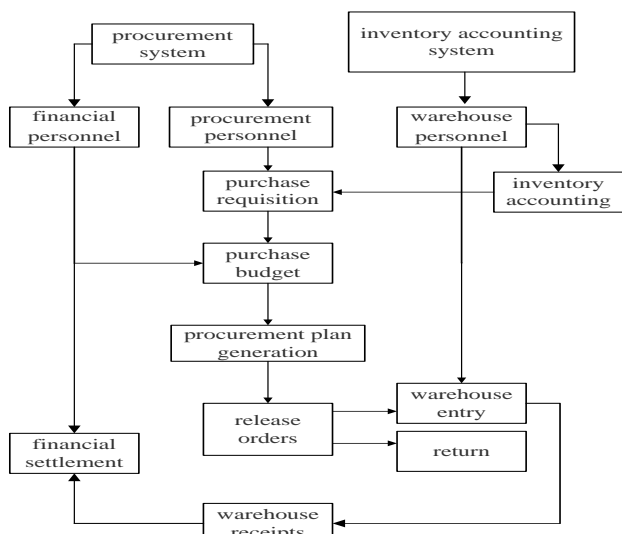 procurement
system
inventory accounting
system
financial
personnel
procurement
personnel
warehouse
personnel
purchase
requisition
inventory
accounting
purchase
budget
procurement plan
generation
release
orders
warehouse
entry
return
financial
settlement
warehouse
receipts